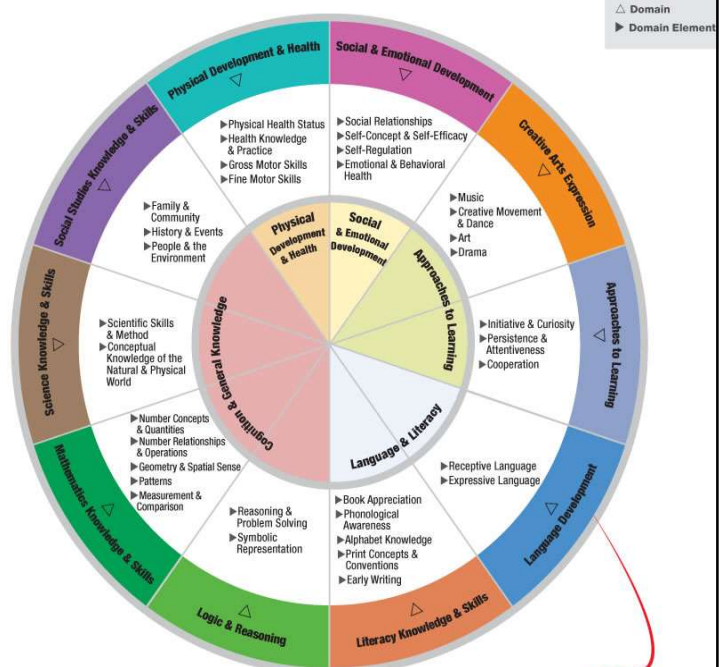 △ Domain
▶ Domain Element
Physical Development & Health
△
▶Physical Health Status
▶Health Knowledge
& Practice
▶Gross Motor Skills
▶Fine Motor Skills
Social & Emotional Development
△
▶Social Relationships
▶Self-Concept & Self-Efficacy
▶Self-Regulation
▶Emotional & Behavioral
Health
Creative Arts Expression
△
▶Music
▶Creative Movement
& Dance
▶Art
▶Drama
Approaches to Learning
△
▶Initiative & Curiosity
▶Persistence &
Attentiveness
▶Cooperation
Language Development
△
▶Receptive Language
▶Expressive Language
Literacy Knowledge & Skills
△
▶Book Appreciation
▶Phonological
Awareness
▶Alphabet Knowledge
▶Print Concepts &
Conventions
▶Early Writing
Logic & Reasoning
△
▶Reasoning &
Problem Solving
▶Symbolic
Representation
Mathematics Knowledge & Skills
△
▶Number Concepts
& Quantities
▶Number Relationships
& Operations
▶Geometry & Spatial Sense
▶Patterns
▶Measurement &
Comparison
Science Knowledge & Skills
△
▶Scientific Skills
& Method
▶Conceptual
Knowledge of the
Natural & Physical
World
Social Studies Knowledge & Skills
△
▶Family &
Community
▶History & Events
▶People & the
Environment
Physical
Development
& Health
Social
& Emotional
Development
Approaches to Learning
Language & Literacy
Cognition & General Knowledge